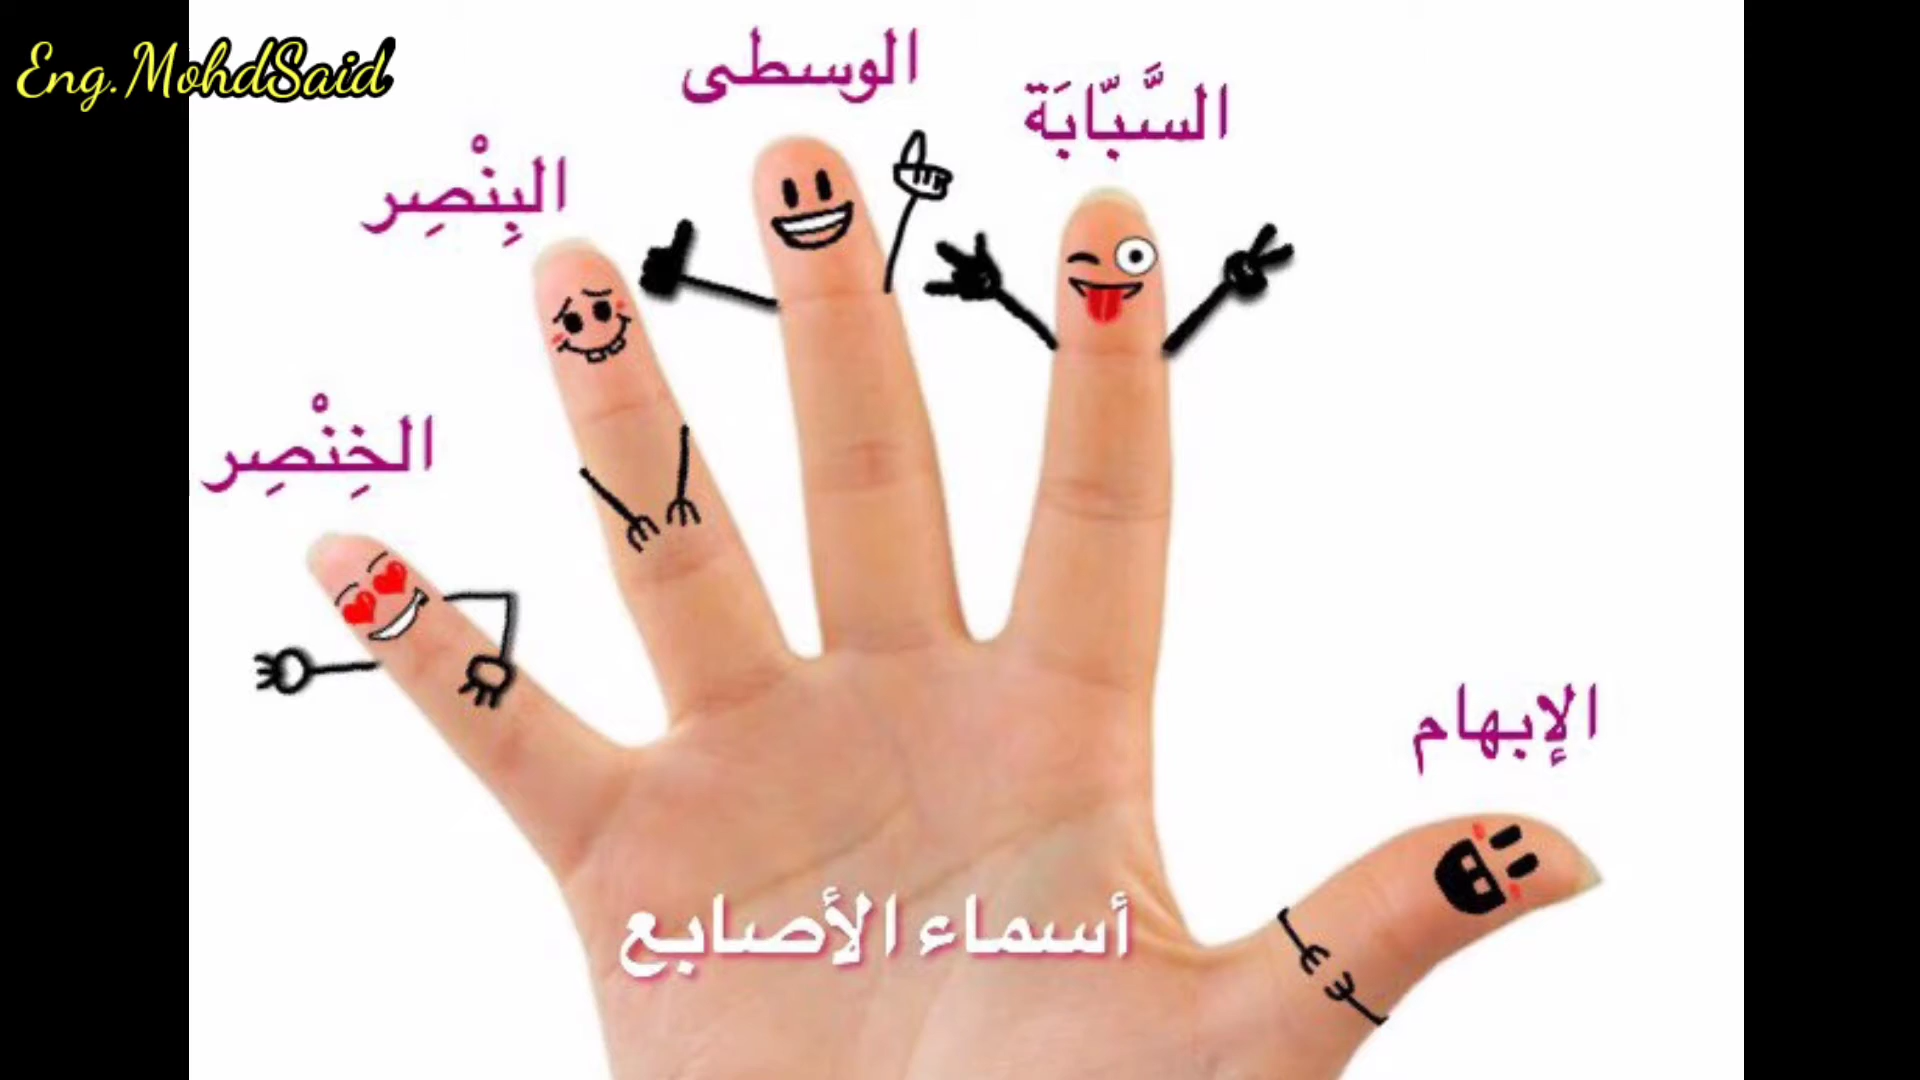 Eng.MohdSaid
الوسطى
السَّبّابَة
البِنْصِر
الخِنْصِر
الإبهام
أسماء الأصابع